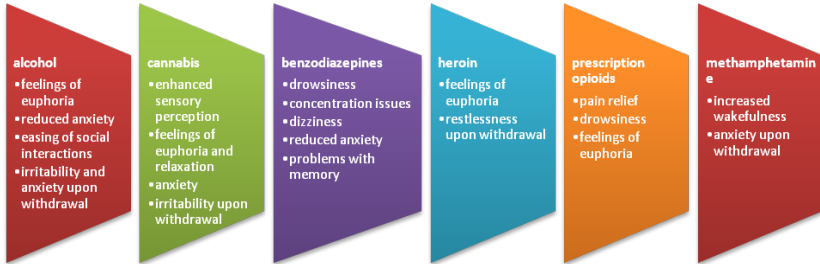 alcohol
•feelings of
euphoria
•reduced anxiety
•easing of social
interactions
•irritability and
anxiety upon
withdrawal
cannabis
•enhanced
sensory
perception
•feelings of
euphoria and
relaxation
•anxiety
•irritability upon
withdrawal
benzodiazepines
•drowsiness
•concentration issues
•dizziness
•reduced anxiety
•problems with
memory
heroin
•feelings of
euphoria
•restlessness
upon withdrawal
prescription
opioids
•pain relief
•drowsiness
•feelings of
euphoria
methamphetamin
e
•increased
wakefulness
•anxiety upon
withdrawal